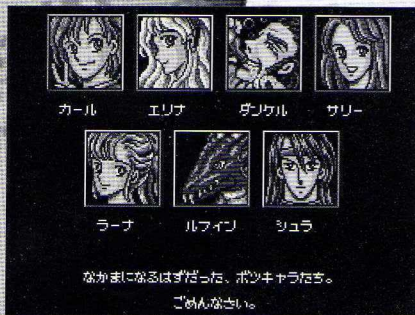 カール エリナ ダンケル サリー
ラーナ ルフィン シュラ
なかまになるはずだった、ボツキャラたち。
ごめんなさい。